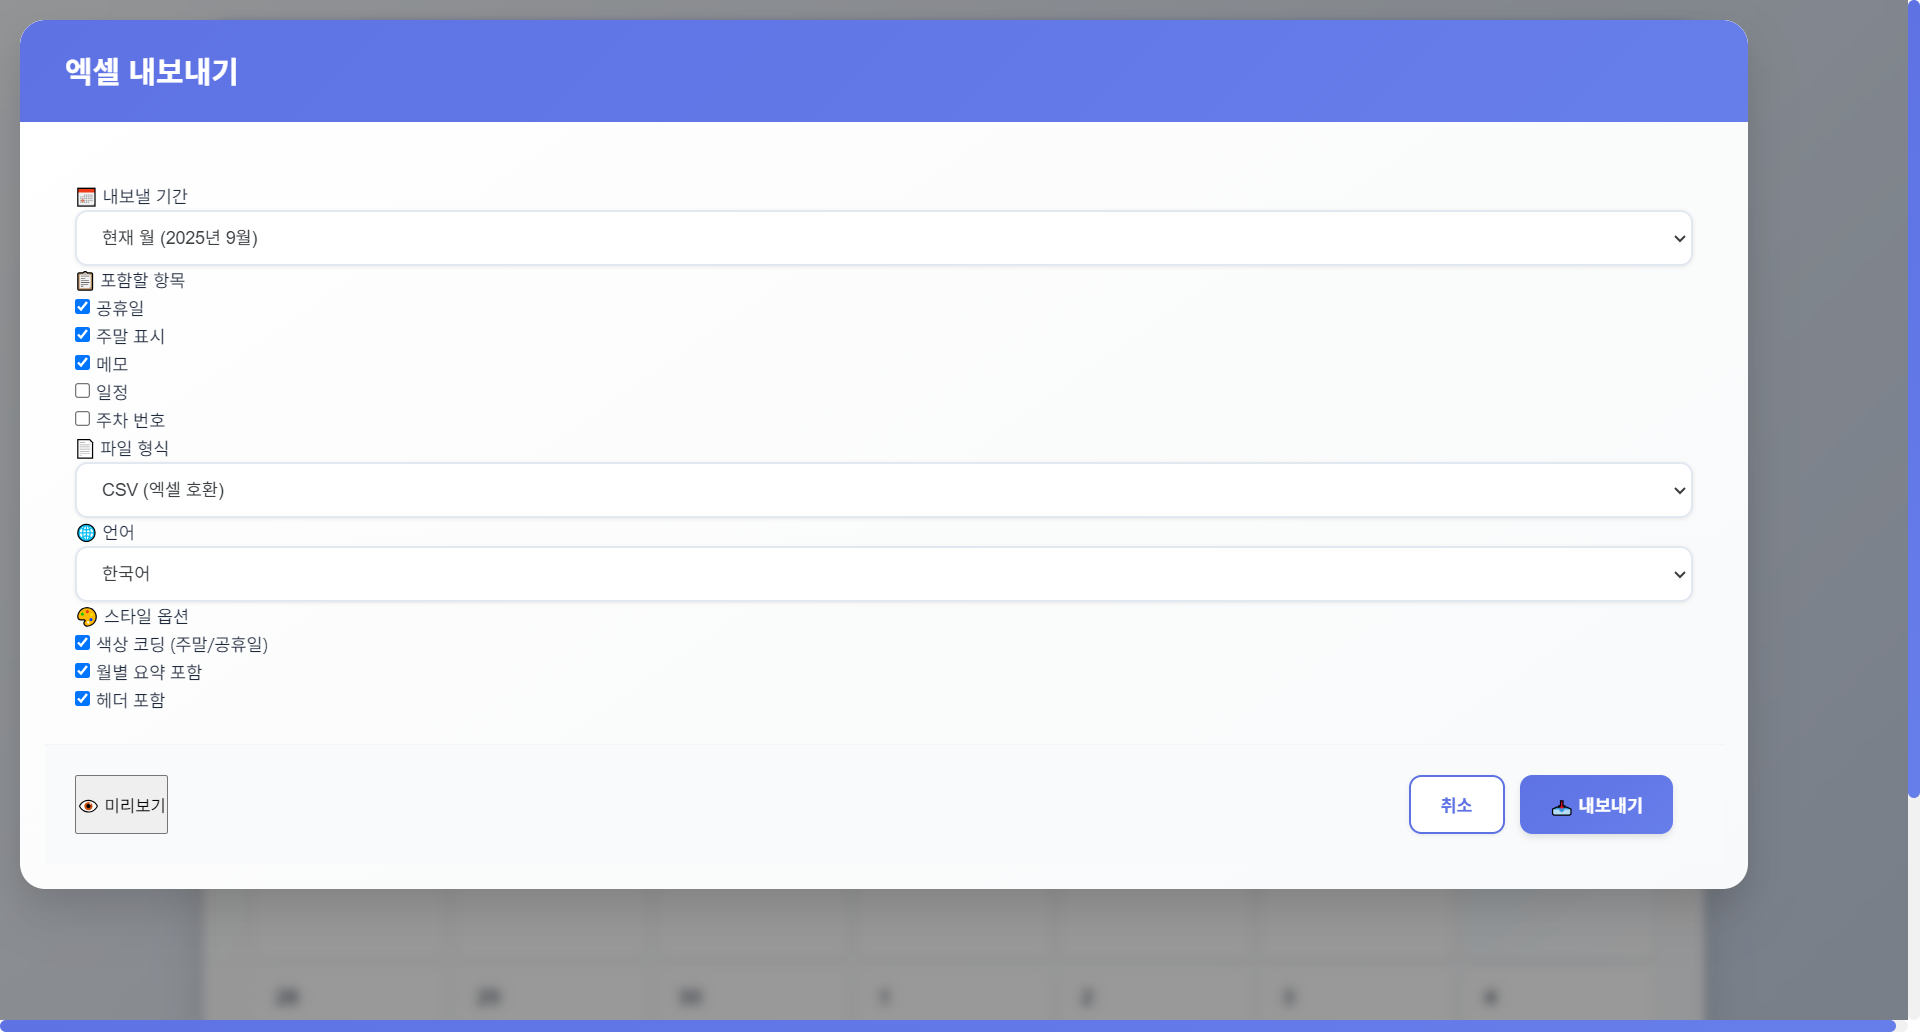 엑셀 내보내기
내보낼 기간
현재 월 (2025년 9월)
포함할 항목
공휴일
주말 표시
메모
일정
주차 번호
파일 형식
CSV (엑셀 호환)
언어
한국어
스타일 옵션
색상 코딩 (주말/공휴일)
월별 요약 포함
헤더 포함
미리보기
취소
내보내기
28 29 30 1 2 3 4